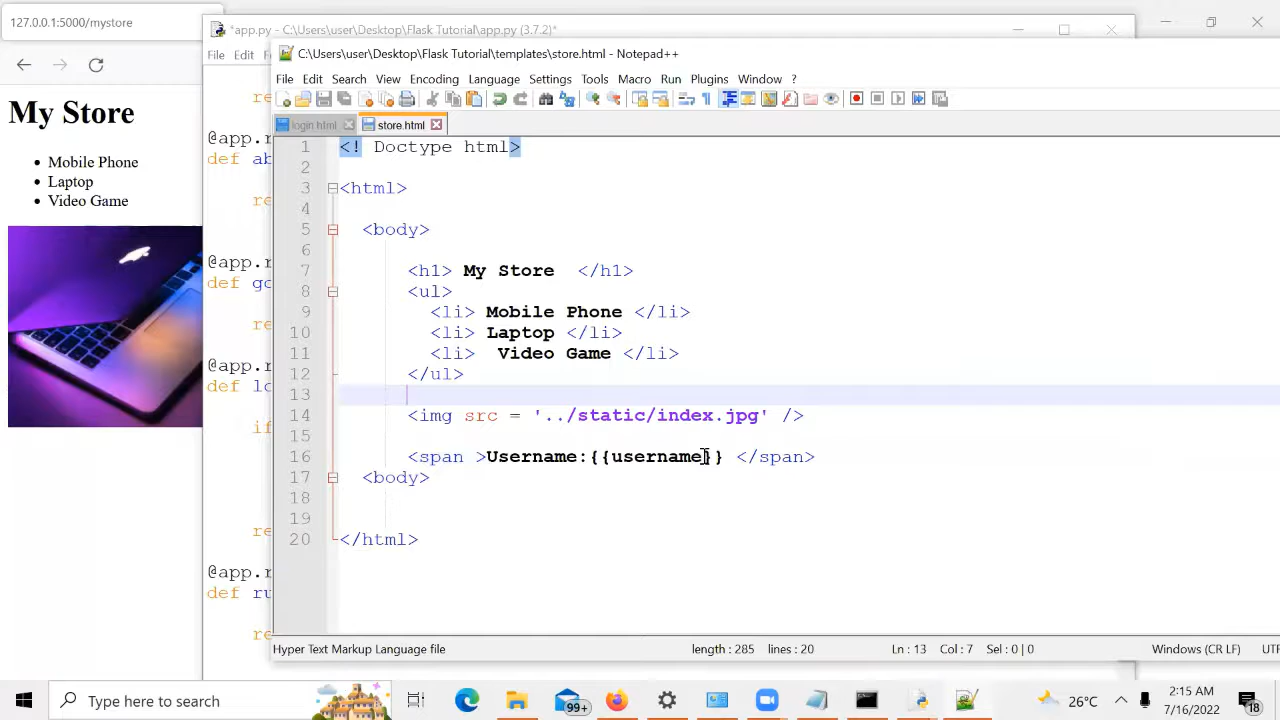 127.0.0.1:5000/mystore
*app.py - C:\Users\user\Desktop\Flask Tutorial\app.py (3.7.2)*
File Edit
C:\Users\user\Desktop\Flask Tutorial\templates\store.html - Notepad++
File Edit Search View Encoding Language Settings Tools Macro Run Plugins Window ?
login.html store.html
My Store
• Mobile Phone
• Laptop
• Video Game
re
@app.r
def ab
re
@app.r
def go
re
@app.r
def lo
if
re
@app.r
def ru
re
1 <! Doctype html>
2
3 <html>
4
5 <body>
6
7 <h1> My Store </h1>
8 <ul>
9 <li> Mobile Phone </li>
10 <li> Laptop </li>
11 <li> Video Game </li>
12 </ul>
13
14 <img src = '../static/index.jpg' />
15
16 <span >Username:{{username}} </span>
17 <body>
18
19
20 </html>
Hyper Text Markup Language file length : 285 lines : 20 Ln : 13 Col : 7 Sel : 0 | 0 Windows (CR LF) UTF
Type here to search
99+
26°C
2:15 AM
7/16/2022
18